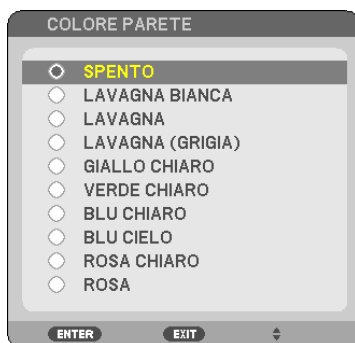 COLORE PARETE
SPENTO
LAVAGNA BIANCA
LAVAGNA
LAVAGNA (GRIGIA)
GIALLO CHIARO
VERDE CHIARO
BLU CHIARO
BLU CIELO
ROSA CHIARO
ROSA
ENTER EXIT